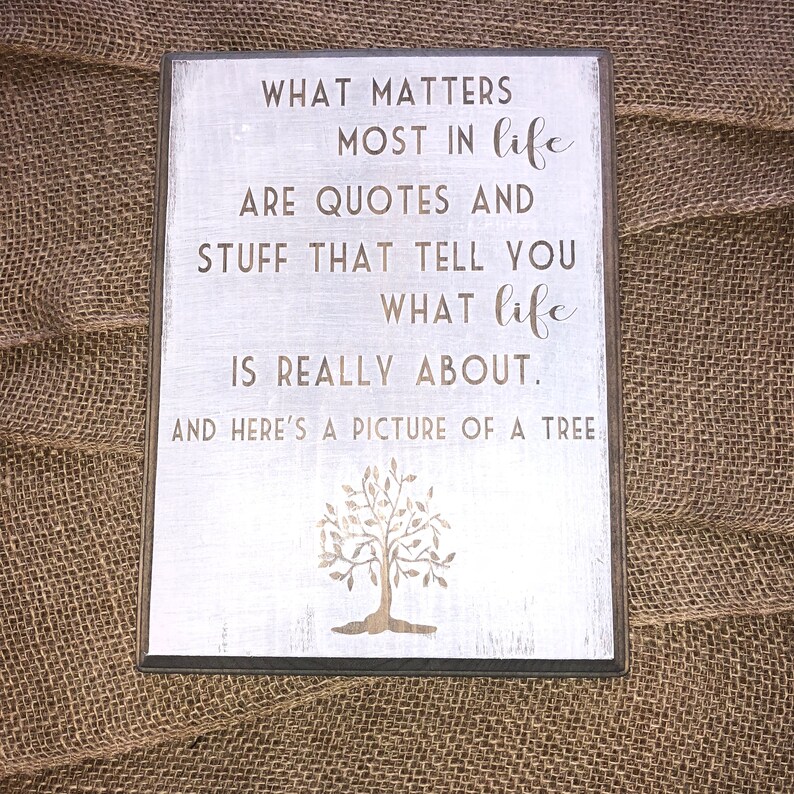 WHAT MATTERS
MOST IN life
ARE QUOTES AND
STUFF THAT TELL YOU
WHAT life
IS REALLY ABOUT.
AND HERE'S A PICTURE OF A TREE.